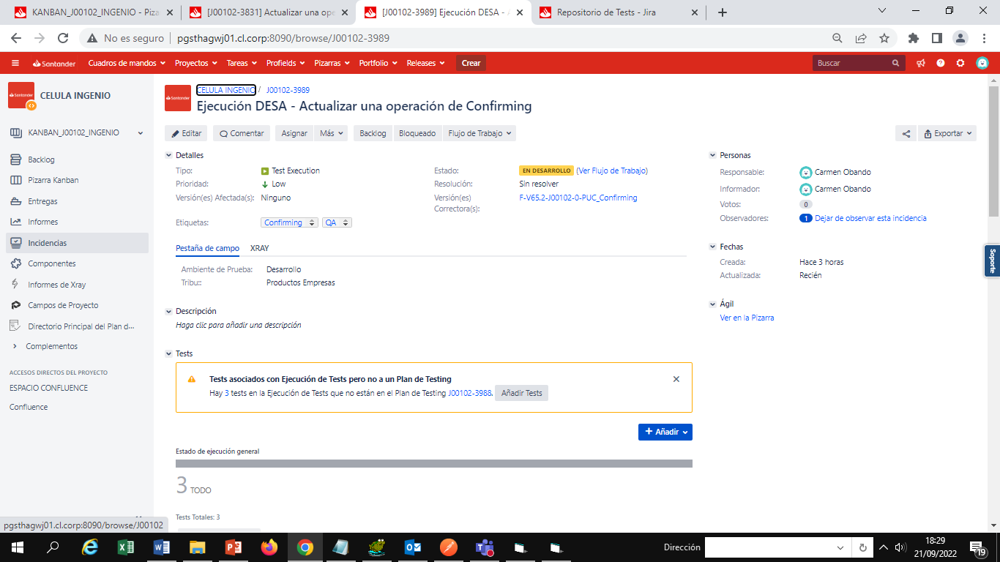 KANBAN_J00102_INGENIO - Piza
[J00102-3831] Actualizar una ope
[J00102-3989] Ejecución DESA - A
Repositorio de Tests - Jira
No es seguro
pgsthagwj01.cl.corp:8090/browse/J00102-3989
Santander
Cuadros de mandos
Proyectos
Tareas
Profields
Pizarras
Portfolio
Releases
Crear
Buscar
Santander
CELULA INGENIO
KANBAN_J00102_INGENIO
Backlog
Pizarra Kanban
Entregas
Informes
Incidencias
Componentes
Informes de Xray
Campos de Proyecto
Directorio Principal del Plan d...
Complementos
ACCESOS DIRECTOS DEL PROYECTO
ESPACIO CONFLUENCE
Confluence
Santander
CELULA INGENIO / J00102-3989
Ejecución DESA - Actualizar una operación de Confirming
Editar
Comentar
Asignar
Más
Backlog
Bloqueado
Flujo de Trabajo
Exportar
Detalles
Tipo: Test Execution
Prioridad: Low
Versión(es) Afectada(s): Ninguno
Etiquetas: Confirming QA
Estado: EN DESARROLLO (Ver Flujo de Trabajo)
Resolución: Sin resolver
Versión(es) F-V65.2-J00102-0-PUC_Confirming
Correctora(s):
Pestaña de campo
XRAY
Ambiente de Prueba: Desarrollo
Tribu:: Productos Empresas
Descripción
Haga clic para añadir una descripción
Tests
Tests asociados con Ejecución de Tests pero no a un Plan de Testing
Hay 3 tests en la Ejecución de Tests que no están en el Plan de Testing J00102-3988. Añadir Tests
Añadir
Estado de ejecución general
3 TODO
Tests Totales: 3
Personas
Responsable: Carmen Obando
Informador: Carmen Obando
Votos: 0
Observadores: 1 Dejar de observar esta incidencia
Fechas
Creada: Hace 3 horas
Actualizada: Recién
Ágil
Ver en la Pizarra
Soporte
pgsthagwj01.cl.corp:8090/browse/J00102
Dirección
18:29
21/09/2022
19